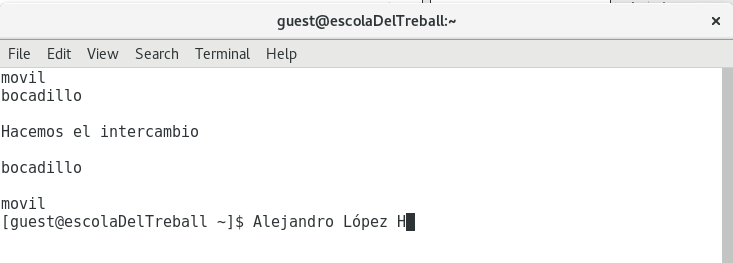 guest@escolaDelTreball:~
File Edit View Search Terminal Help
movil
bocadillo
Hacemos el intercambio
bocadillo
movil
[guest@escolaDelTreball ~]$ Alejandro López H